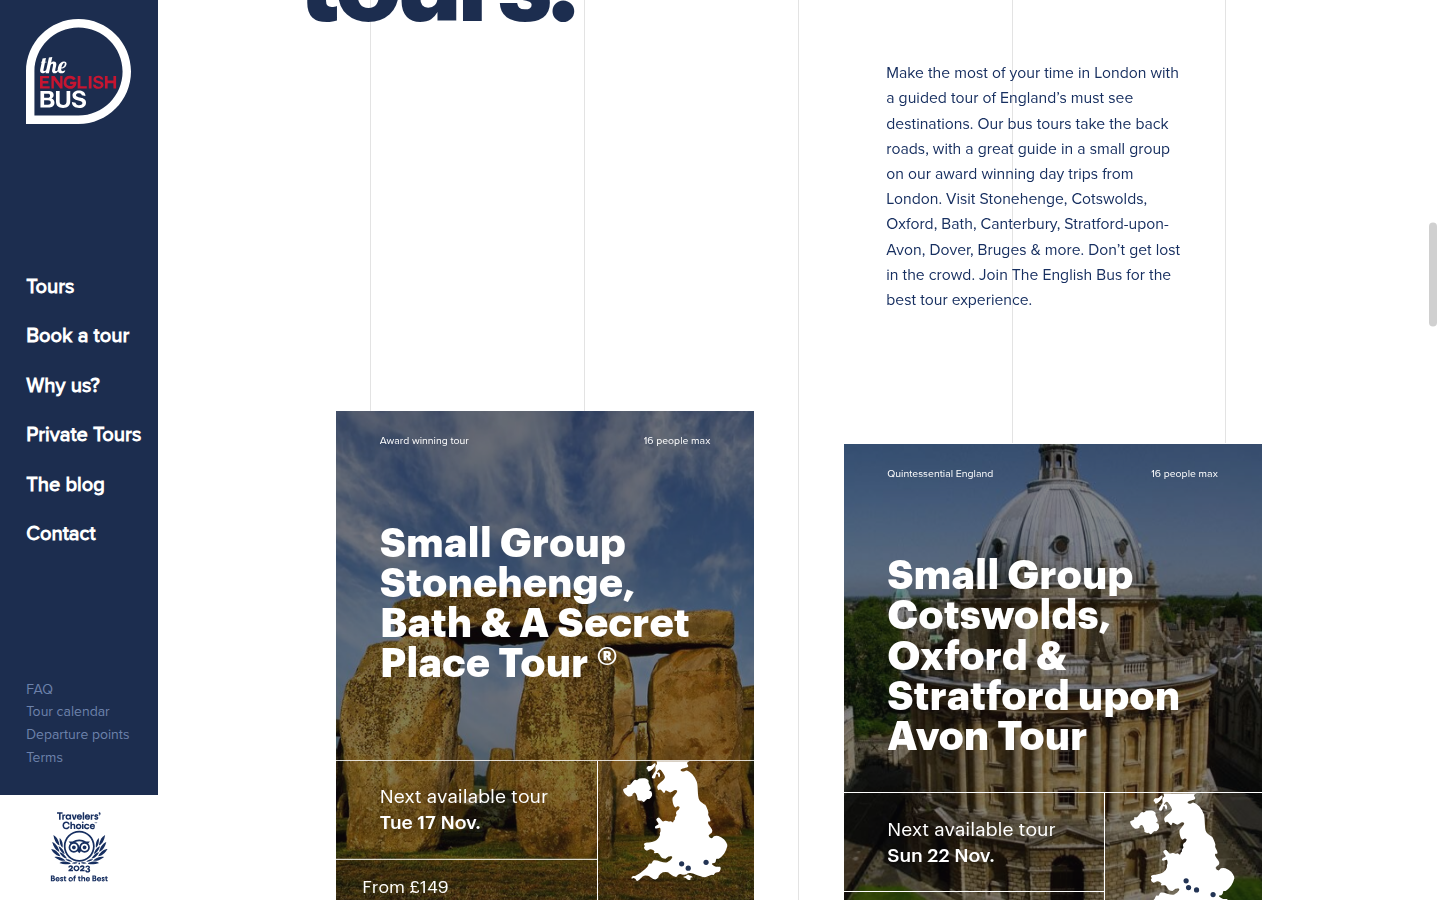 tours.
the
ENGLISH
BUS
Tours
Book a tour
Why us?
Private Tours
The blog
Contact
FAQ
Tour calendar
Departure points
Terms
Travelers'
Choice
2023
Best of the Best
Make the most of your time in London with
a guided tour of England’s must see
destinations. Our bus tours take the back
roads, with a great guide in a small group
on our award winning day trips from
London. Visit Stonehenge, Cotswolds,
Oxford, Bath, Canterbury, Stratford-upon-
Avon, Dover, Bruges & more. Don’t get lost
in the crowd. Join The English Bus for the
best tour experience.
Award winning tour
16 people max
Small Group
Stonehenge,
Bath & A Secret
Place Tour ®
Next available tour
Tue 17 Nov.
From £149
Quintessential England
16 people max
Small Group
Cotswolds,
Oxford &
Stratford upon
Avon Tour
Next available tour
Sun 22 Nov.